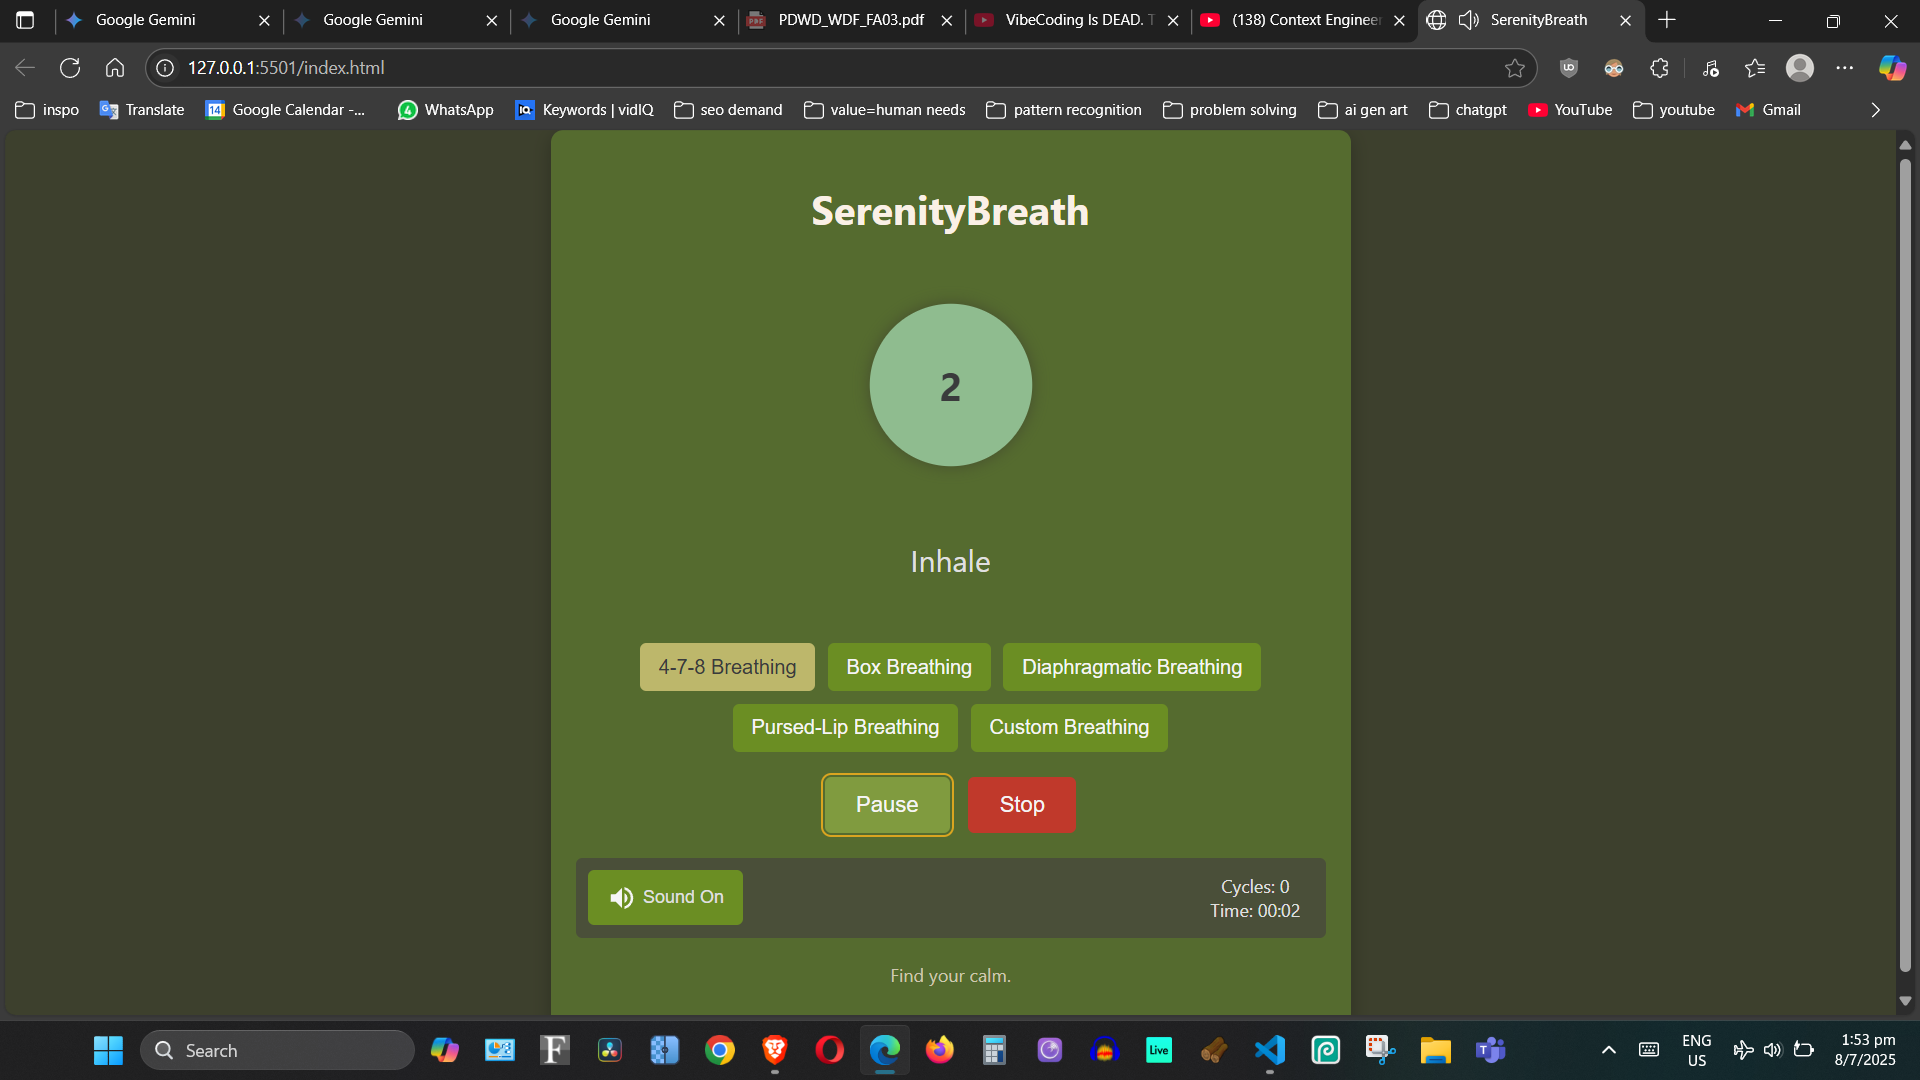 Google Gemini
Google Gemini
Google Gemini
PDWD_WDF_FA03.pdf
VibeCoding Is DEAD. T
(138) Context Engineer
SerenityBreath
127.0.0.1:5501/index.html
inspo
Translate
Google Calendar -...
WhatsApp
Keywords | vidIQ
seo demand
value=human needs
pattern recognition
problem solving
ai gen art
chatgpt
YouTube
youtube
Gmail
SerenityBreath
2
Inhale
4-7-8 Breathing
Box Breathing
Diaphragmatic Breathing
Pursed-Lip Breathing
Custom Breathing
Pause
Stop
Sound On
Cycles: 0
Time: 00:02
Find your calm.
Search
Live
ENG
US
1:53 pm
8/7/2025